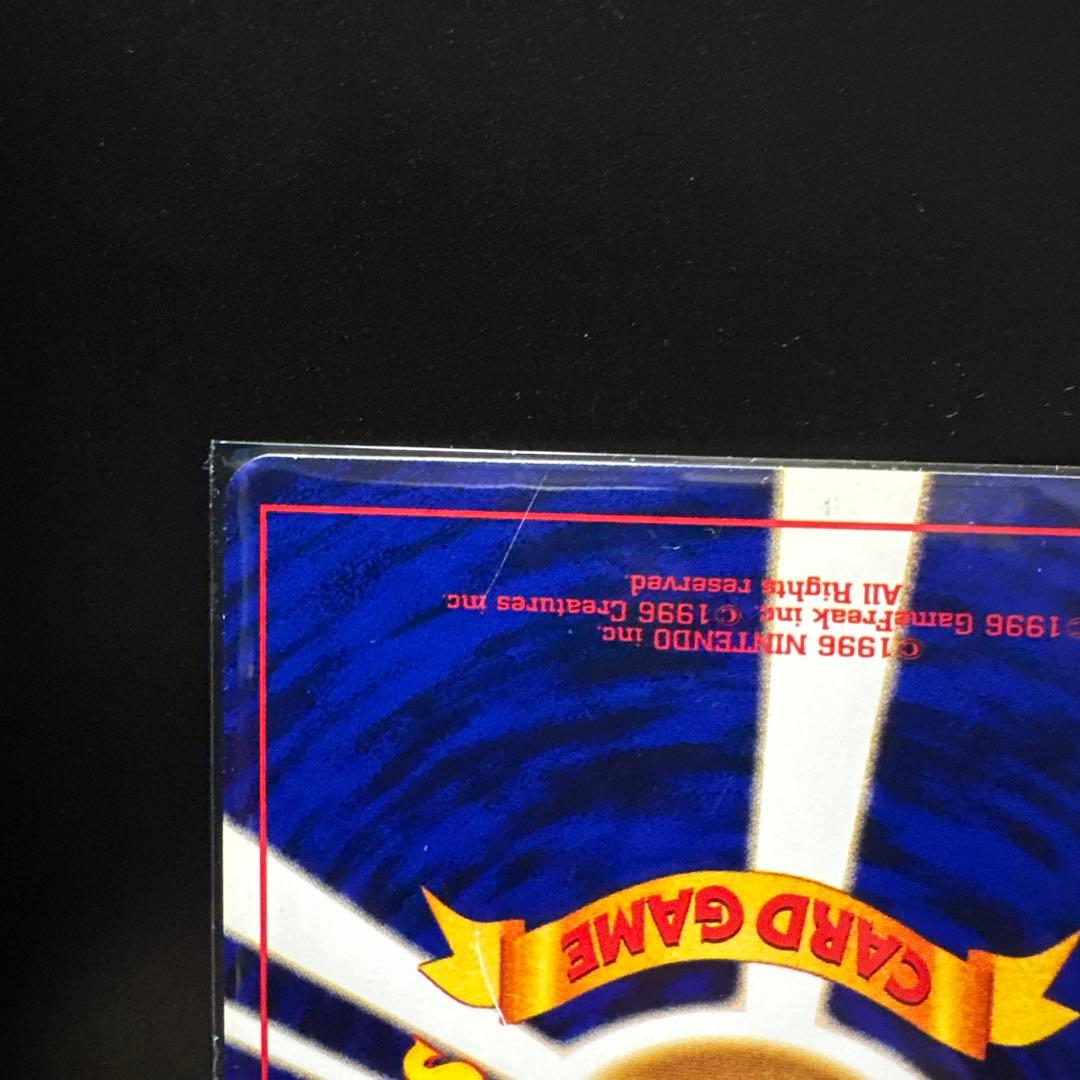 ©1996 NINTENDO inc.
©1996 GameFreak inc. ©1996 Creatures inc
All Rights reserved.
CARD GAME
S